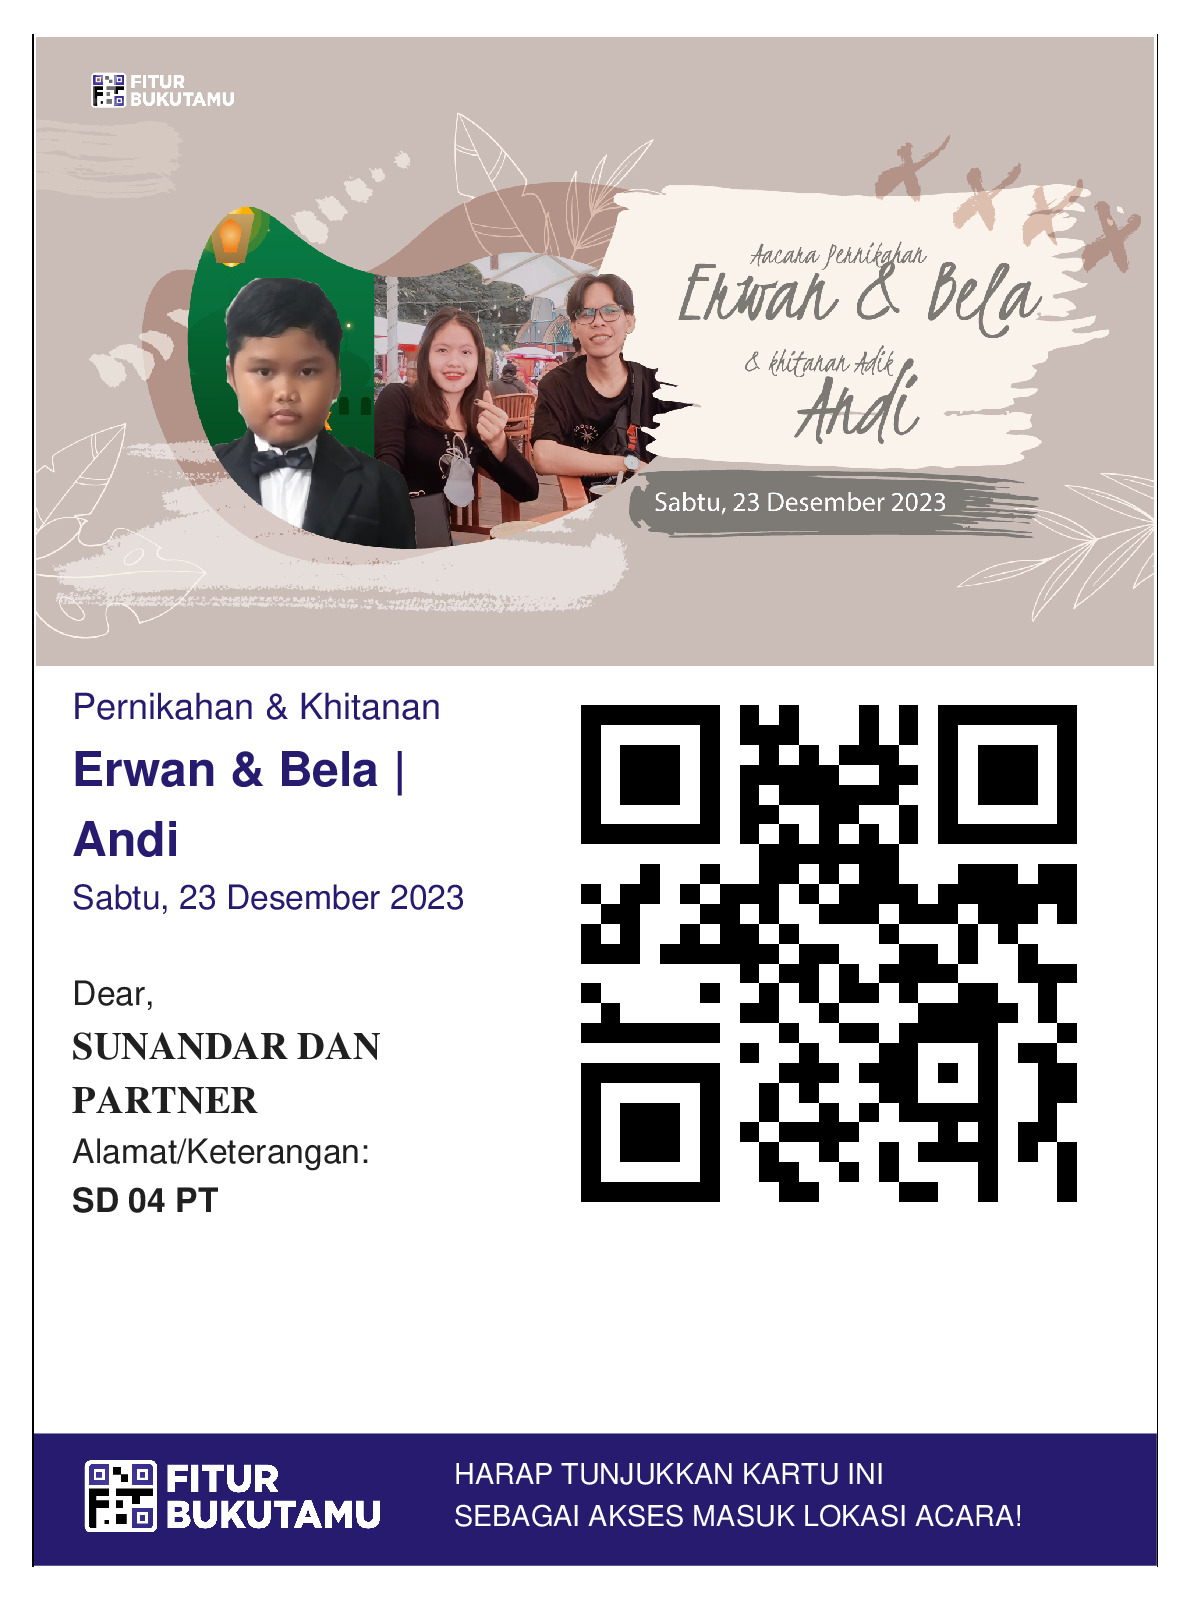 FITUR
BUKUTAMU
Aacara Pernikahan
Erwan & Bela
& khitanan Adik
Andi
Sabtu, 23 Desember 2023
Pernikahan & Khitanan
Erwan & Bela |
Andi
Sabtu, 23 Desember 2023
Dear,
SUNANDAR DAN
PARTNER
Alamat/Keterangan:
SD 04 PT
FITUR
BUKUTAMU
HARAP TUNJUKKAN KARTU INI
SEBAGAI AKSES MASUK LOKASI ACARA!